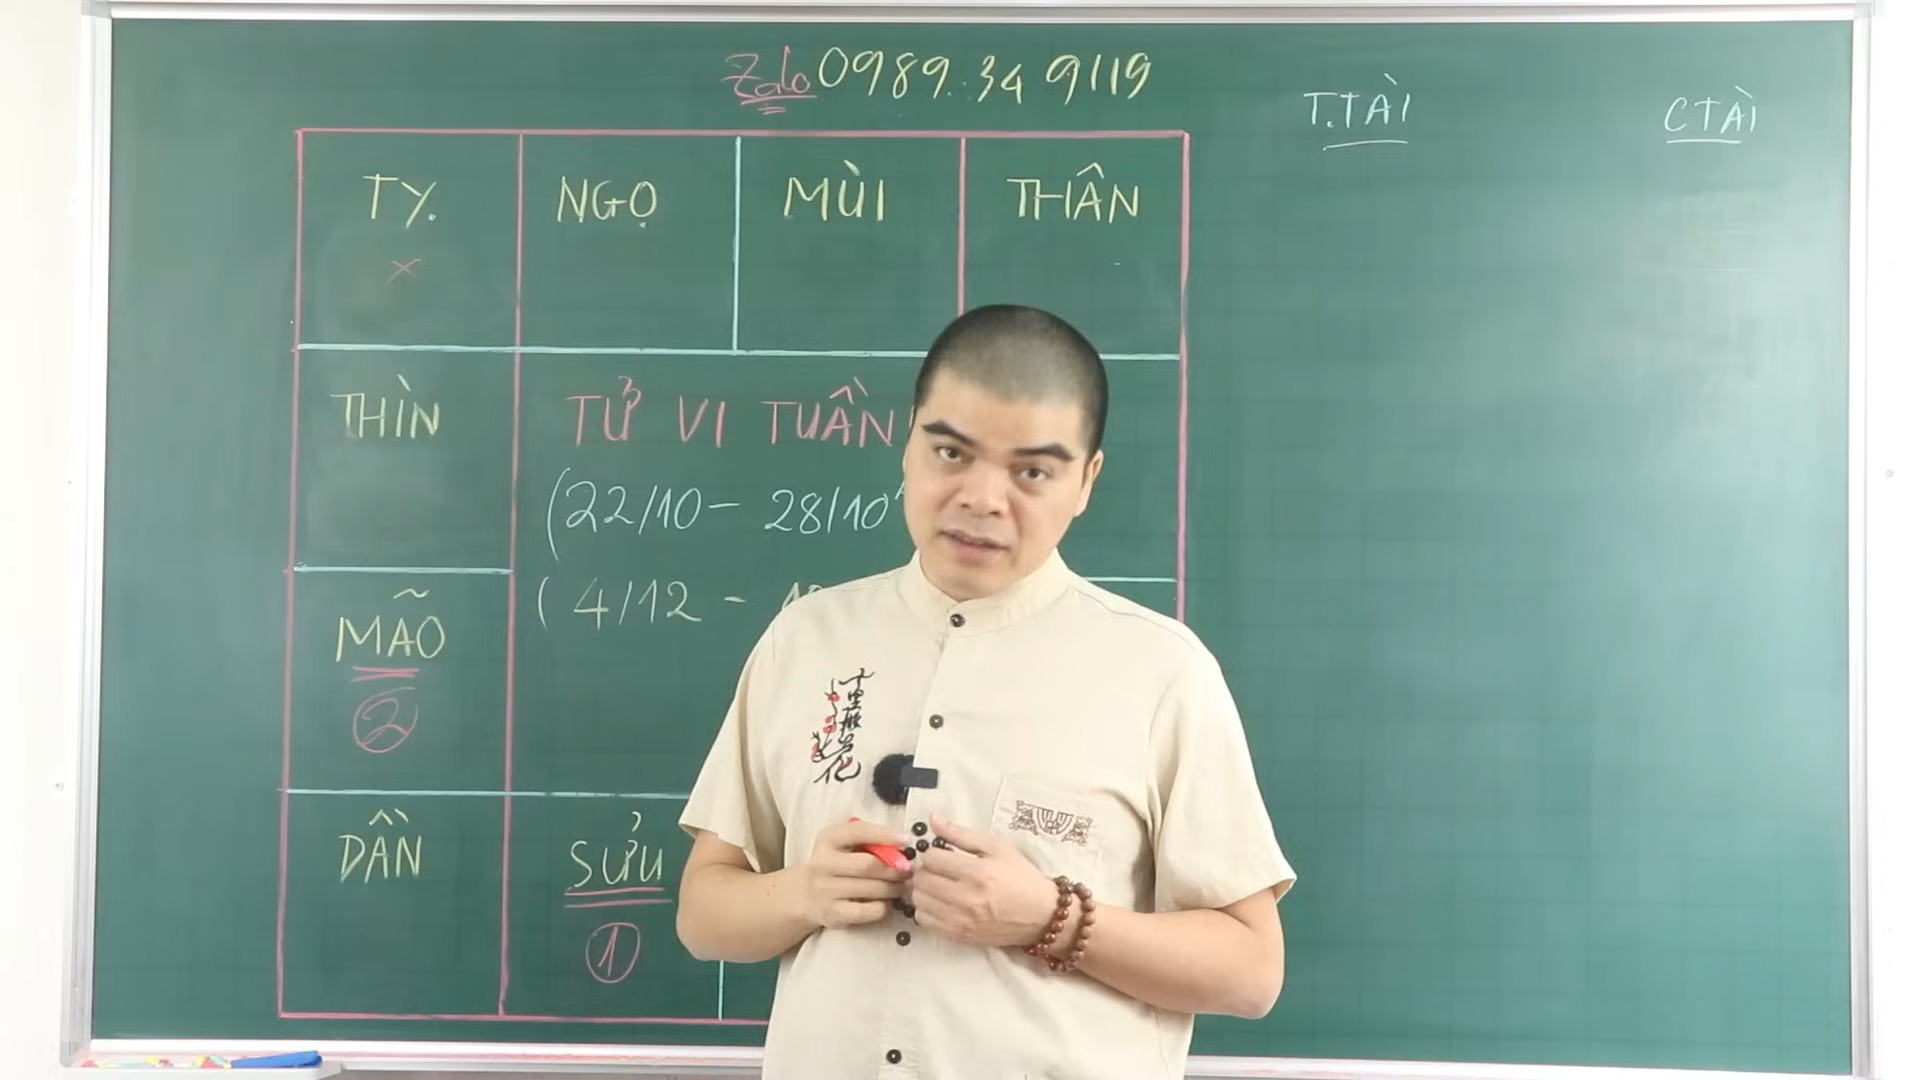 Zalo 0989.34 9119
T.TÀI
CTÀI
TỴ
NGỌ
MÙI
THÂN
x
THÌN
TỬ VI TUẦN
(22/10 - 28/10
(4/12 -
MÃO
2
DẦN
SỬU
1